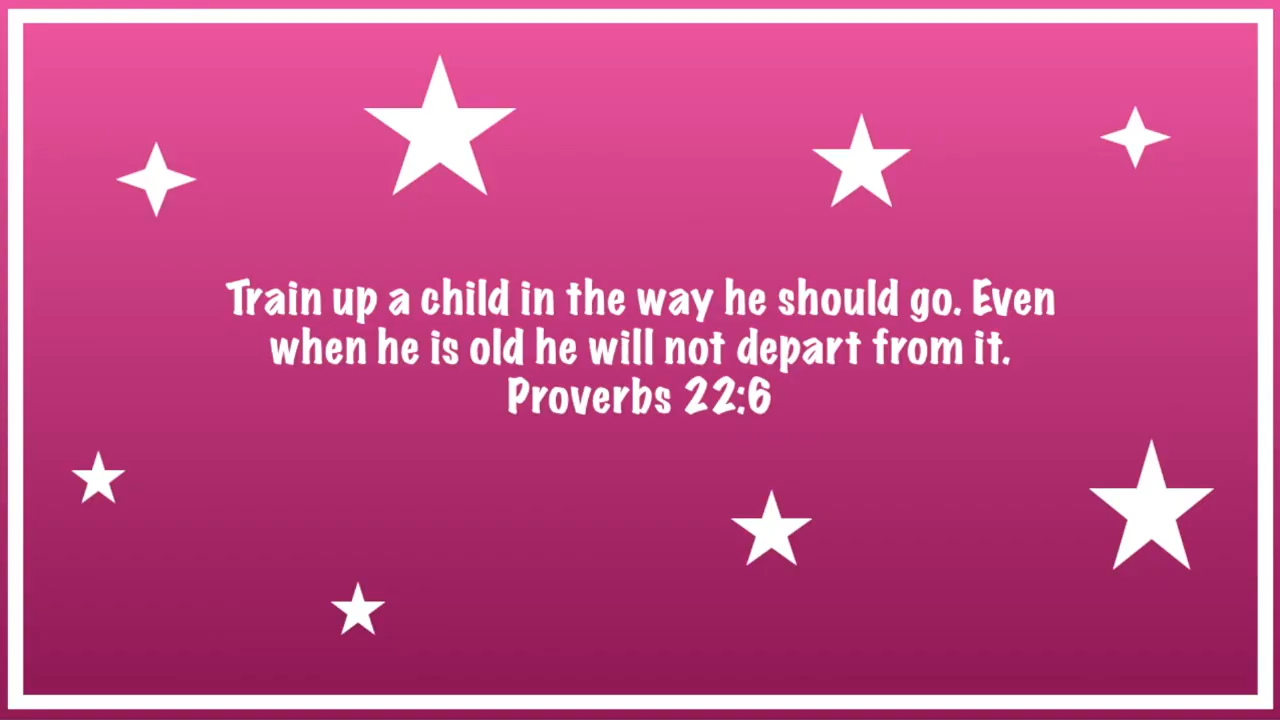 Train up a child in the way he should go. Even
when he is old he will not depart from it.
Proverbs 22:6